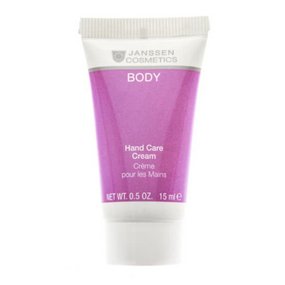 JANSSEN
COSMETICS
BODY
Hand Care
Cream
Crème
pour les Mains
NET WT. 0.5 OZ. 15 ml e